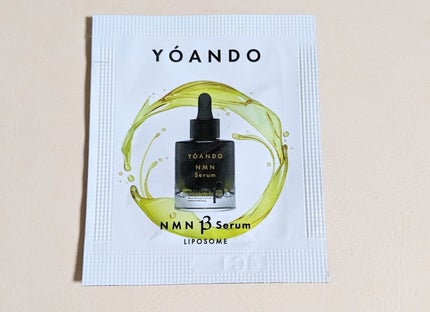 YÓANDO
YÓANDO
NMN
Serum
β
NMN β Serum
LIPOSOME